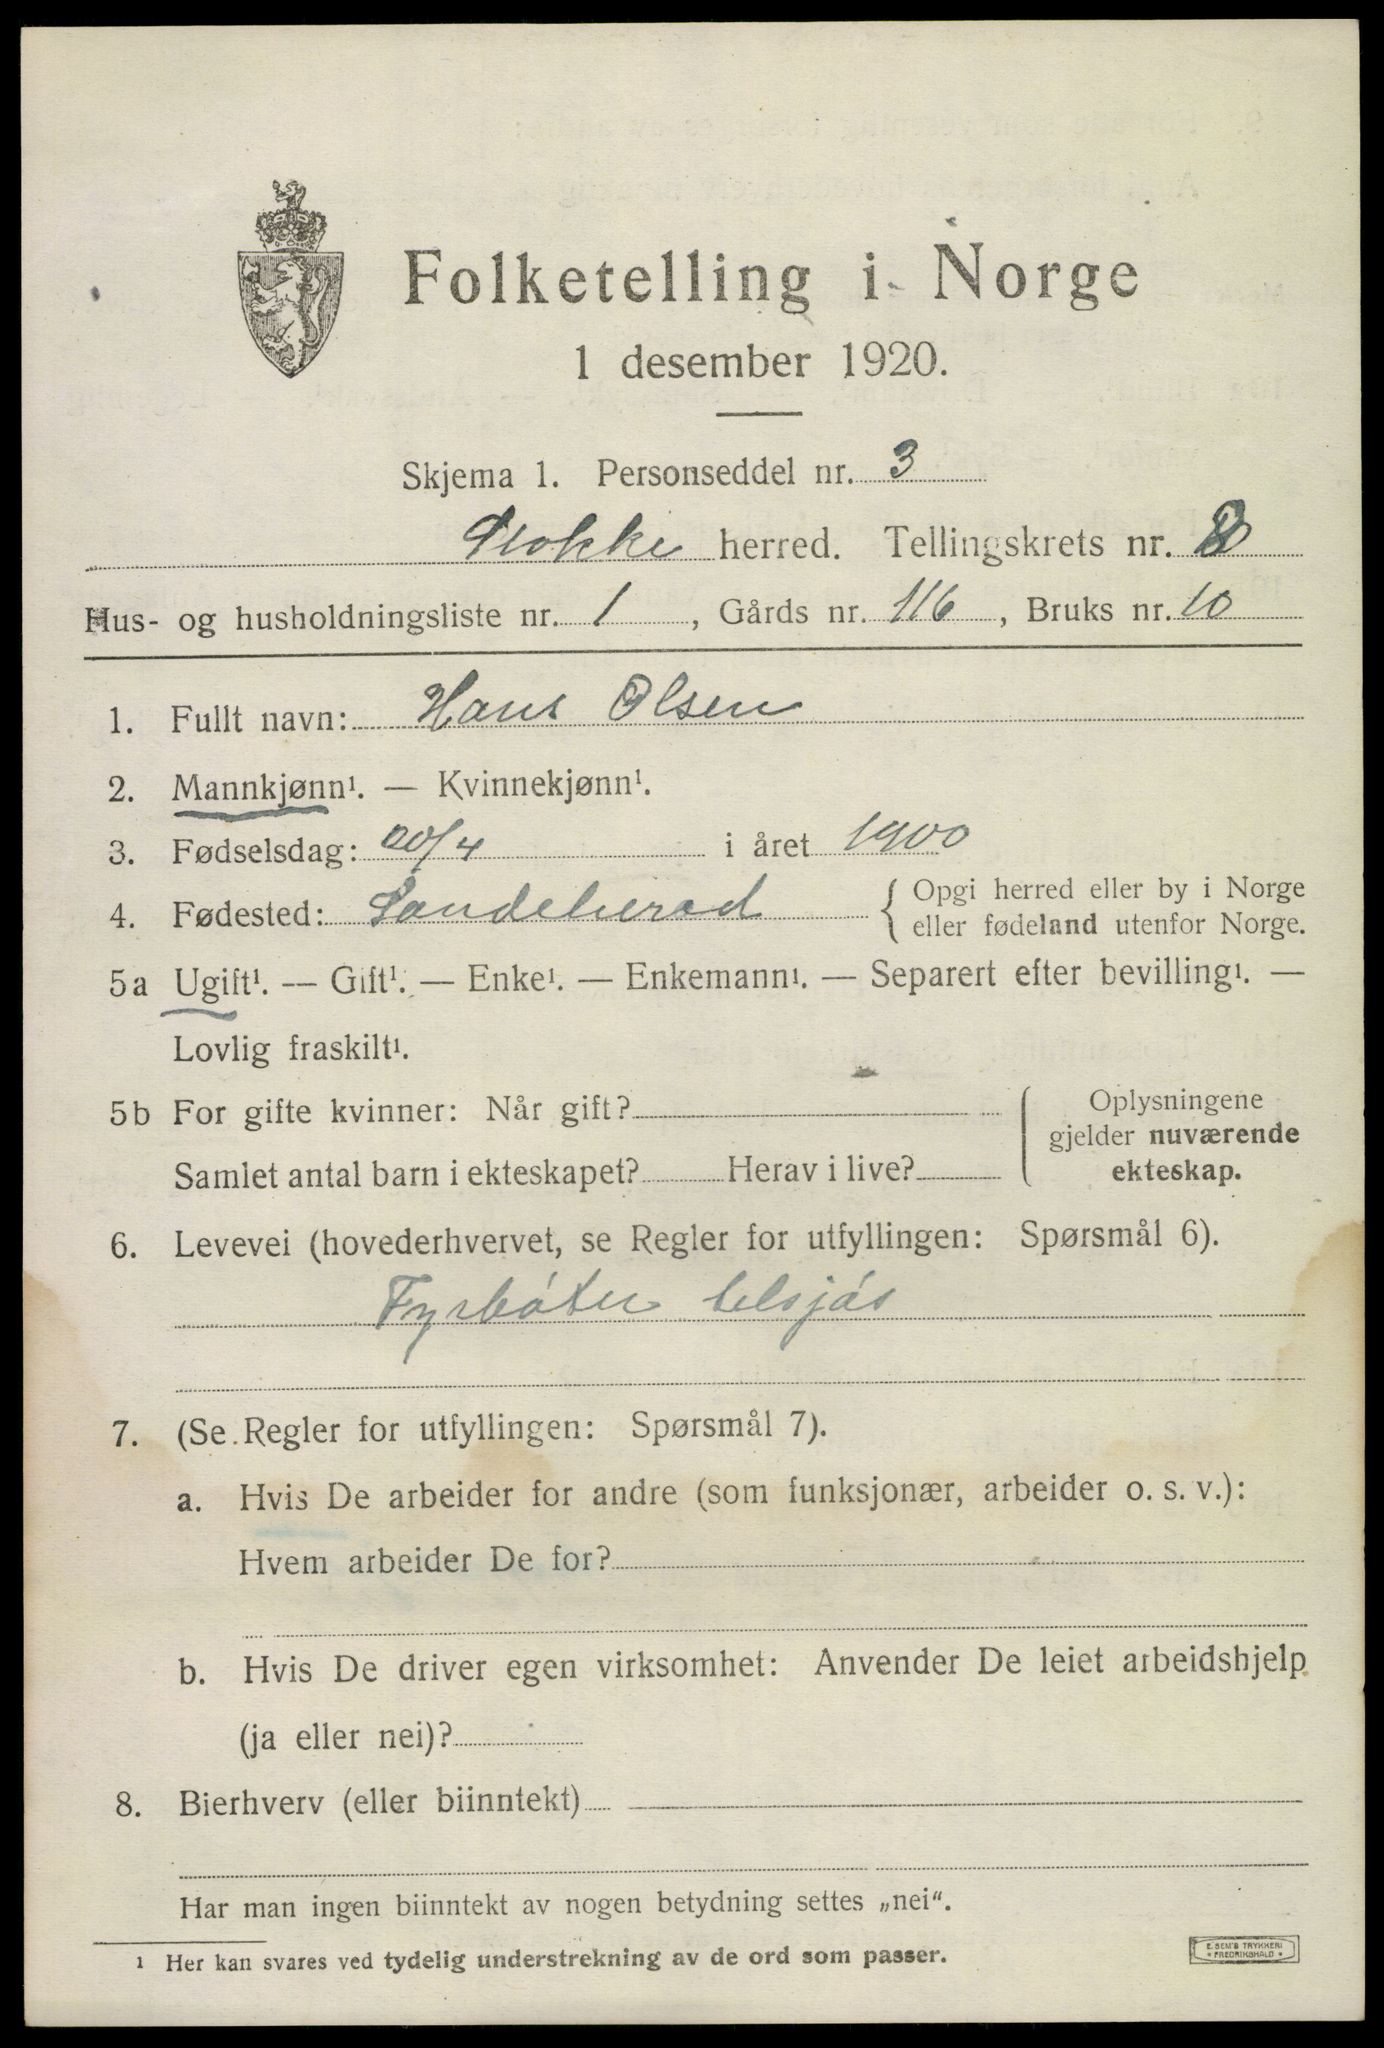 Folketelling i Norge
1 desember 1920.
Skjema 1. Personseddel nr. 3
Stokke herred. Tellingskrets nr.
Hus- og husholdningsliste nr. 1, Gårds nr. 116, Bruks nr. 10
1. Fullt navn: Hans Olsen
2. Mannkjønn¹. — Kvinnekjønn¹.
3. Fødselsdag: 20/4 i året 1900
4. Fødested: Sandeherad { Opgi herred eller by i Norge
eller fødeland utenfor Norge.
5a Ugift¹. — Gift¹. — Enke¹. — Enkemann¹. — Separert efter bevilling¹. —
Lovlig fraskilt¹.
5b For gifte kvinner: Når gift? { Oplysningene
gjelder nuværende
Samlet antal barn i ekteskapet? Herav i live? ekteskap.
6. Levevei (hovederhvervet, se Regler for utfyllingen: Spørsmål 6).
Fyrbøter
7. (Se Regler for utfyllingen: Spørsmål 7).
a. Hvis De arbeider for andre (som funksjonær, arbeider o. s. v.):
Hvem arbeider De for?
b. Hvis De driver egen virksomhet: Anvender De leiet arbeidshjelp
(ja eller nei)?
8. Bierhverv (eller biinntekt)
Har man ingen biinntekt av nogen betydning settes „nei“.
¹ Her kan svares ved tydelig understrekning av de ord som passer.
E. SEM'S TRYKKERI
* FREDRIKSHALD *